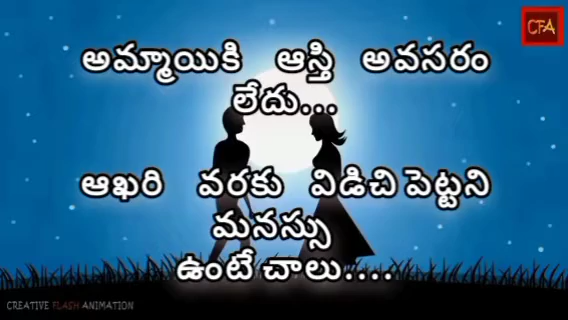 CFA
అమ్మాయికి ఆస్తి అవసరం
లేదు...
ఆఖరి వరకు విడిచి పెట్టని
మనస్సు
ఉంటే చాలు....
CREATIVE FLASH ANIMATION